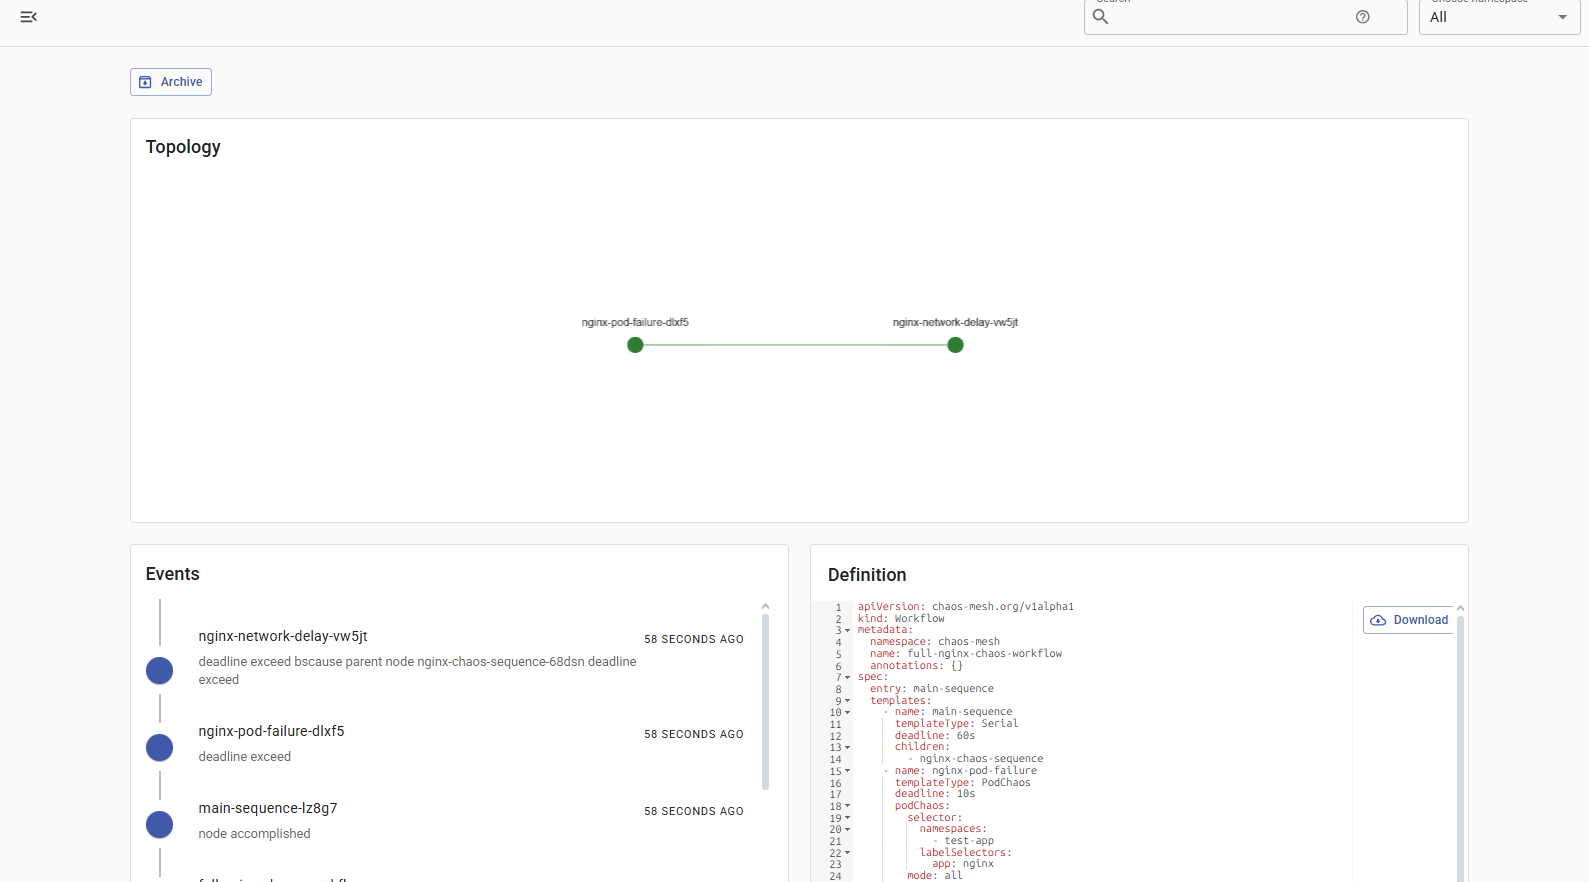 Search
Choose namespace
All
Archive
Topology
nginx-pod-failure-dlxf5
nginx-network-delay-vw5jt
Events
nginx-network-delay-vw5jt
58 SECONDS AGO
deadline exceed bscause parent node nginx-chaos-sequence-68dsn deadline
exceed
nginx-pod-failure-dlxf5
58 SECONDS AGO
deadline exceed
main-sequence-lz8g7
58 SECONDS AGO
node accomplished
Definition
Download
1 apiVersion: chaos-mesh.org/v1alpha1
2 kind: Workflow
3 metadata:
4 namespace: chaos-mesh
5 name: full-nginx-chaos-workflow
6 annotations: {}
7 spec:
8 entry: main-sequence
9 templates:
10 - name: main-sequence
11 templateType: Serial
12 deadline: 60s
13 children:
14 - nginx-chaos-sequence
15 - name: nginx-pod-failure
16 templateType: PodChaos
17 deadline: 10s
18 podChaos:
19 selector:
20 namespaces:
21 - test-app
22 labelSelectors:
23 app: nginx
24 mode: all